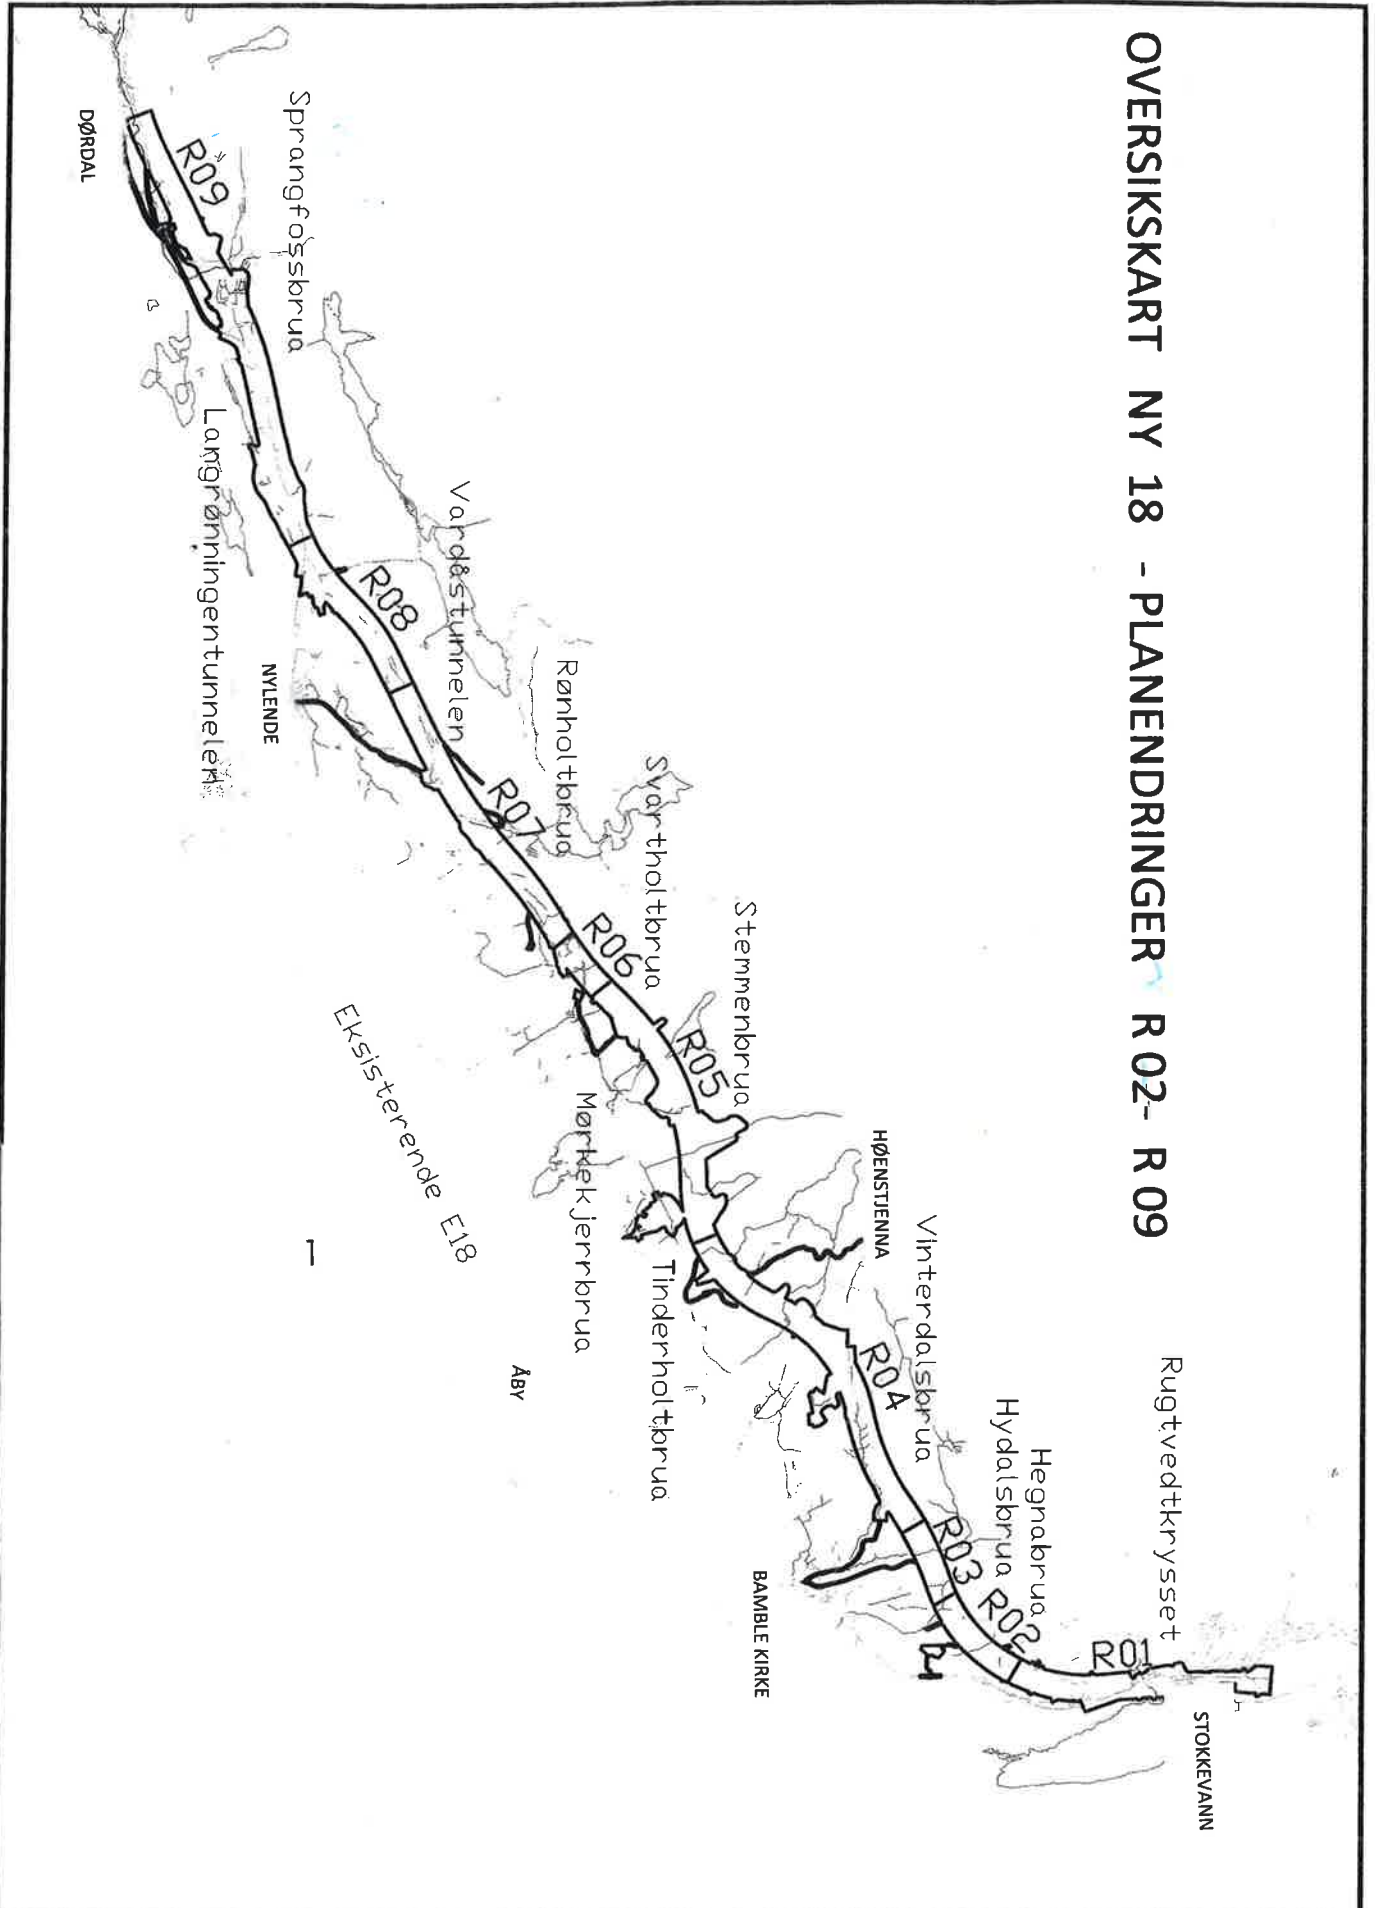 OVERSIKSKART NY 18 - PLANENDRINGER R 02- R 09
Rugtvedtkrysset
STOKKEVANN
R01
Hegnabrua
Hydalsbrua
R02
R03
Vinterdalsbrua
HØENSTJENNA
R04
BAMBLE KIRKE
Stemmenbrua
R05
Svartholtbrua
Tinderholtbrua
R06
Rønholtbrua
Mørkekjerrbrua
R07
ÅBY
Vardåstunnelen
Eksisterende E18
R08
1
Sprangfossbrua
NYLENDE
Langrønningentunnelen
R09
DØRDAL